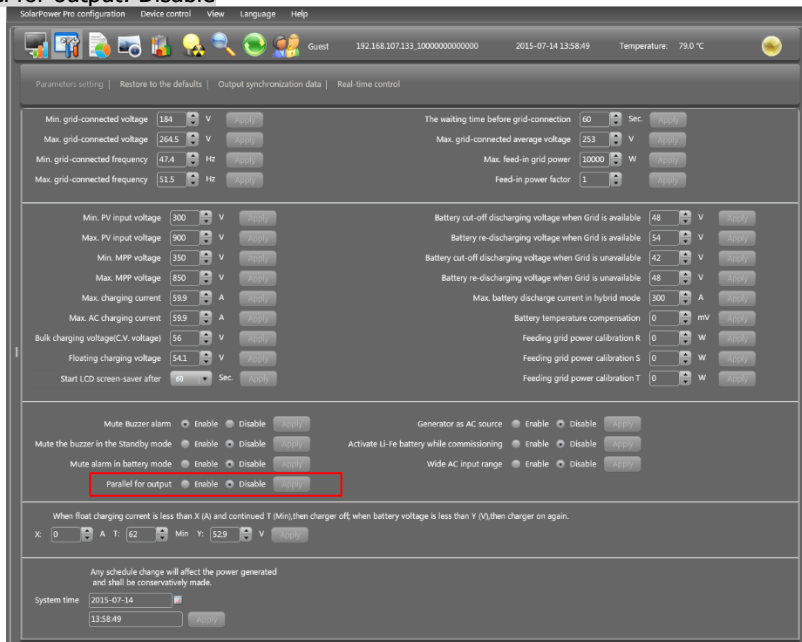 for output: Disable
SolarPower Pro configuration Device control View Language Help
Guest 192.168.107.133_10000000000000 2015-07-14 13:58:49 Temperature: 79.0 ℃
Parameters setting | Restore to the defaults | Output synchronization data | Real-time control
Min. grid-connected voltage 184 V Apply The waiting time before grid-connection 60 Sec. Apply
Max. grid-connected voltage 264.5 V Apply Max. grid-connected average voltage 253 V Apply
Min. grid-connected frequency 47.4 Hz Apply Max. feed-in grid power 10000 W Apply
Max. grid-connected frequency 51.5 Hz Apply Feed-in power factor 1 Apply
Min. PV input voltage 300 V Apply Battery cut-off discharging voltage when Grid is available 48 V Apply
Max. PV input voltage 900 V Apply Battery re-discharging voltage when Grid is available 54 V Apply
Min. MPP voltage 350 V Apply Battery cut-off discharging voltage when Grid is unavailable 42 V Apply
Max. MPP voltage 850 V Apply Battery re-discharging voltage when Grid is unavailable 48 V Apply
Max. charging current 59.9 A Apply Max. battery discharge current in hybrid mode 300 A Apply
Max. AC charging current 59.9 A Apply Battery temperature compensation 0 mV Apply
Bulk charging voltage(C.V. voltage) 56 V Apply Feeding grid power calibration R 0 W Apply
Floating charging voltage 54.1 V Apply Feeding grid power calibration S 0 W Apply
Start LCD screen-saver after 60 Sec. Apply Feeding grid power calibration T 0 W Apply
Mute Buzzer alarm Enable Disable Apply Generator as AC source Enable Disable Apply
Mute the buzzer in the Standby mode Enable Disable Apply Activate Li-Fe battery while commissioning Enable Disable Apply
Mute alarm in battery mode Enable Disable Apply Wide AC input range Enable Disable Apply
Parallel for output Enable Disable Apply
When float charging current is less than X (A) and continued T (Min),then charger off; when battery voltage is less than Y (V),then charger on again.
X: 0 A T: 62 Min Y: 52.9 V Apply
Any schedule change will affect the power generated
and shall be conservatively made.
System time 2015-07-14
13:58:49 Apply